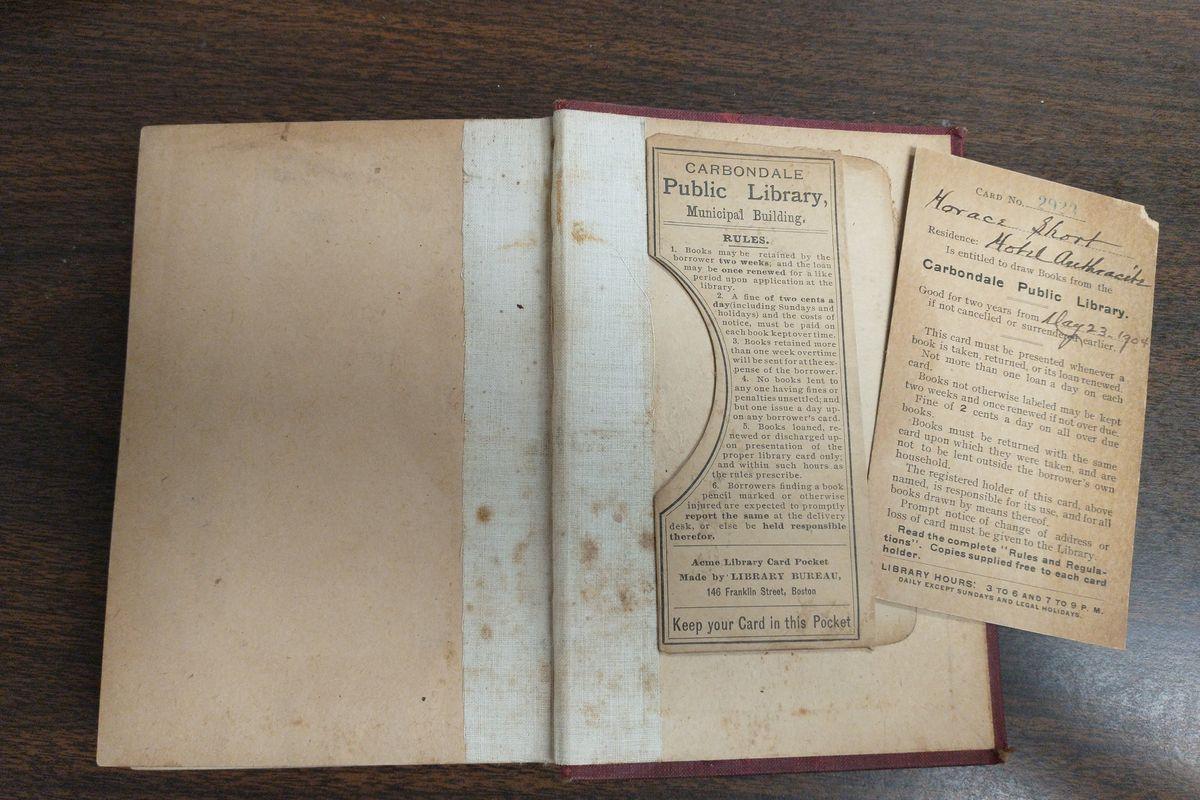 CARBONDALE
Public Library,
Municipal Building.
RULES.
1. Books may be retained by the
borrower two weeks; and the loan
may be once renewed for a like
period upon application at the
library.
2. A fine of two cents a
day (including Sundays and
holidays) and the costs of
notice, must be paid on
each book kept over time.
3. Books retained more
than one week overtime
will be sent for at the ex-
pense of the borrower.
4. No books lent to
any one having fines or
penalties unsettled; and
but one issue a day up-
on any borrower's card.
5. Books loaned, re-
newed or discharged up-
on presentation of the
proper library card only;
and within such hours as
the rules prescribe.
6. Borrowers finding a book
pencil marked or otherwise
injured are expected to promptly
report the same at the delivery
desk, or else be held responsible
therefor.
Acme Library Card Pocket
Made by LIBRARY BUREAU,
146 Franklin Street, Boston
Keep your Card in this Pocket
CARD NO. 2923
Horace Short
Residence: Hotel Anthracite
Is entitled to draw Books from the
Carbondale Public Library.
Good for two years from May 23-1904
if not cancelled or surrendered earlier.
This card must be presented whenever a
book is taken, returned, or its loan renewed.
Not more than one loan a day on each
card.
Books not otherwise labeled may be kept
two weeks and once renewed if not over due.
Fine of 2 cents a day on all over due
books.
Books must be returned with the same
card upon which they were taken, and are
not to be lent outside the borrower's own
household.
The registered holder of this card, above
named, is responsible for its use, and for all
books drawn by means thereof.
Prompt notice of change of address or
loss of card must be given to the Library.
Read the complete "Rules and Regula-
tions". Copies supplied free to each card
holder.
LIBRARY HOURS: 3 TO 6 AND 7 TO 9 P. M.
DAILY EXCEPT SUNDAYS AND LEGAL HOLIDAYS.